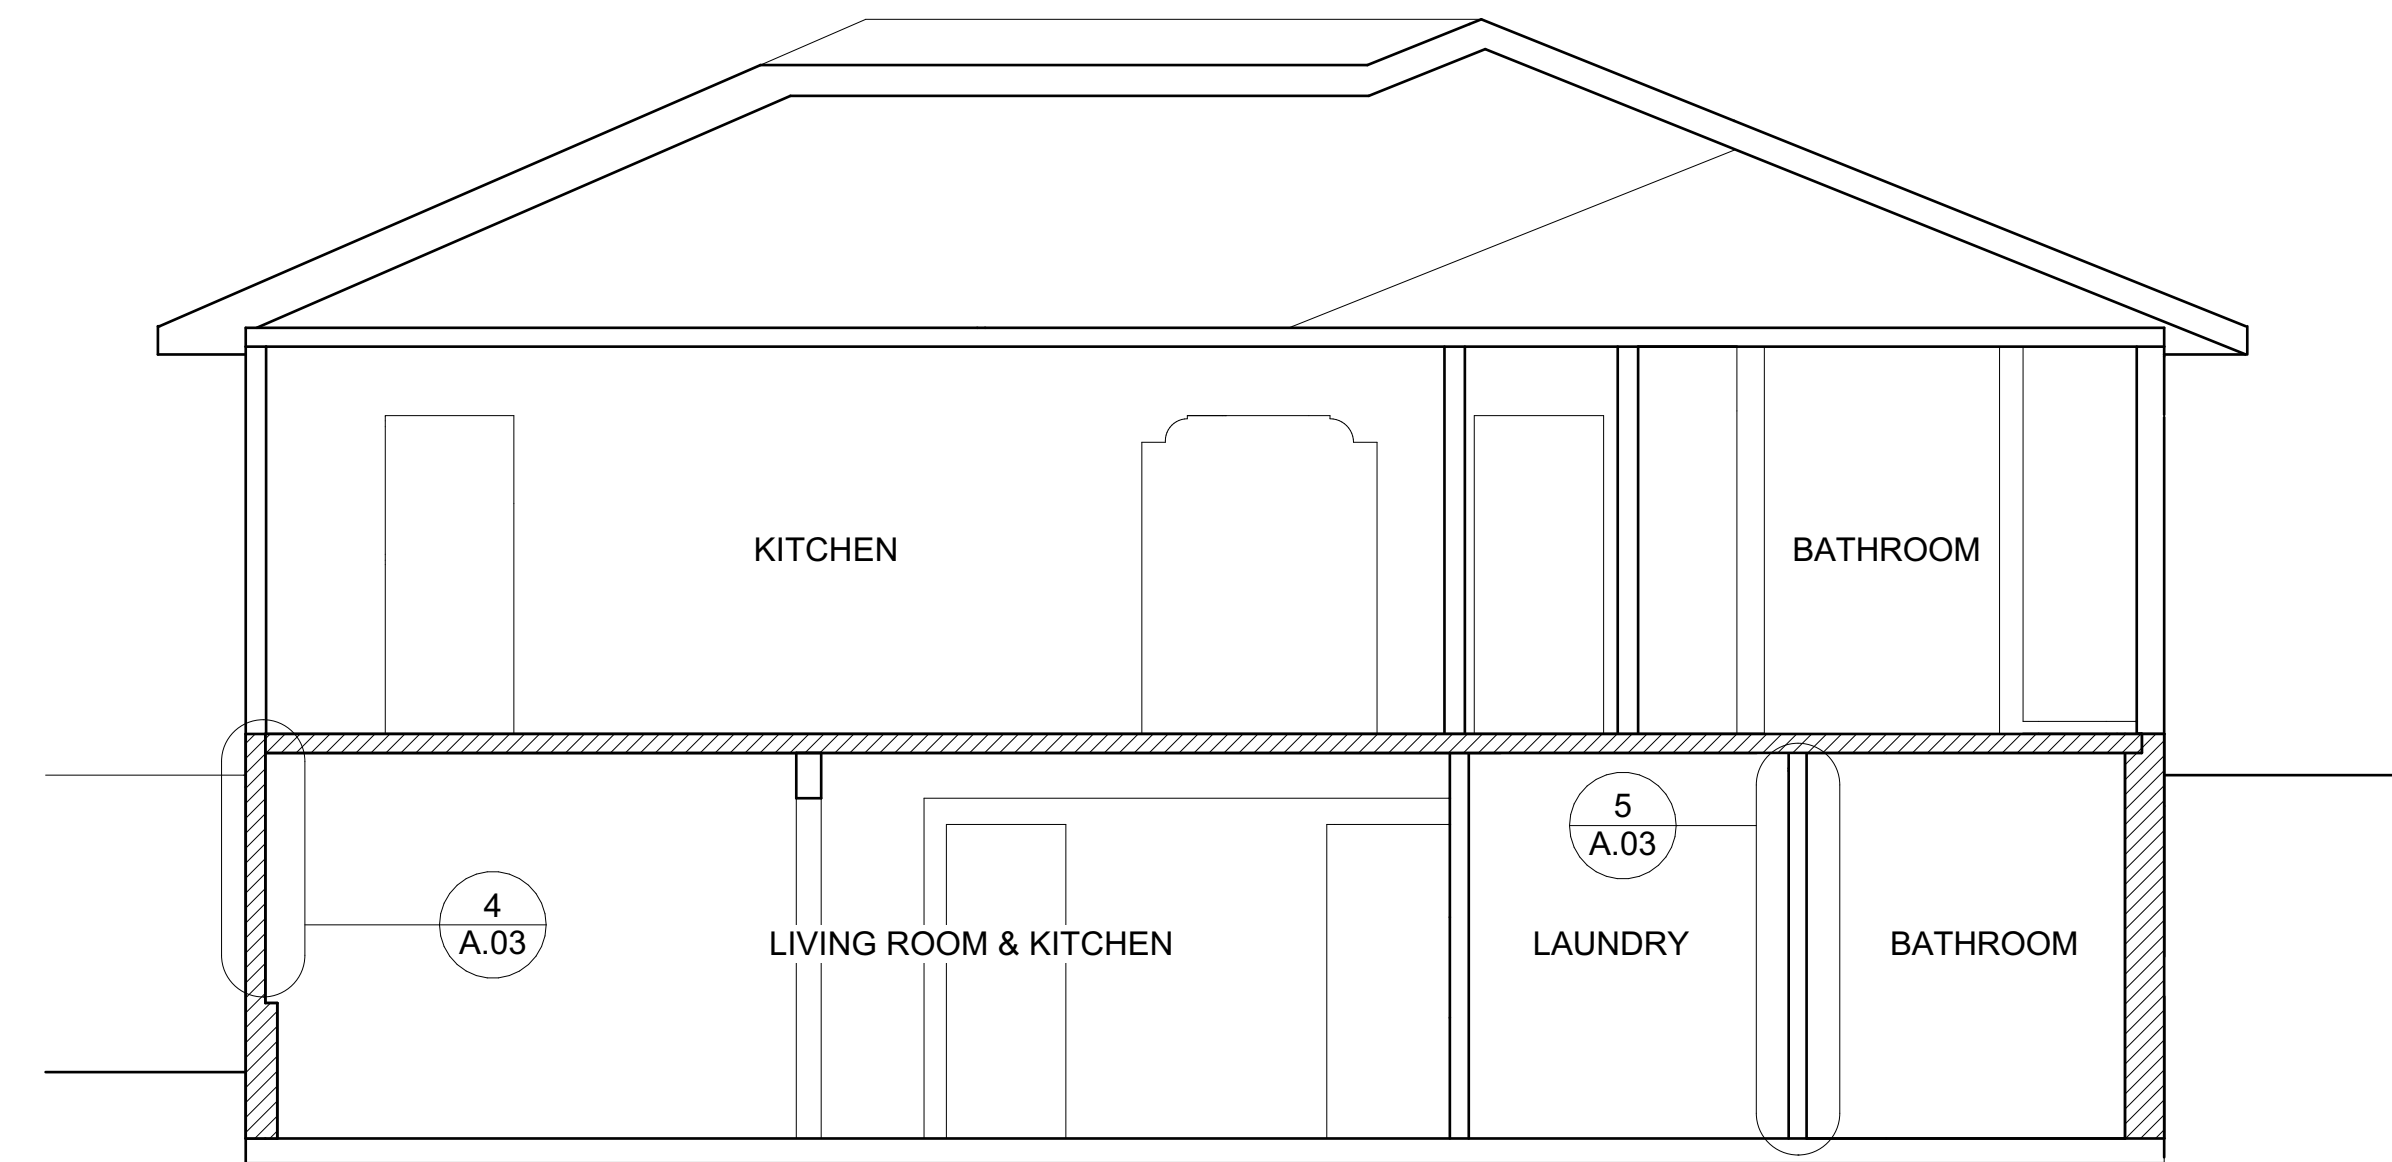 KITCHEN
BATHROOM
5
A.03
4
A.03
LIVING ROOM & KITCHEN
LAUNDRY
BATHROOM